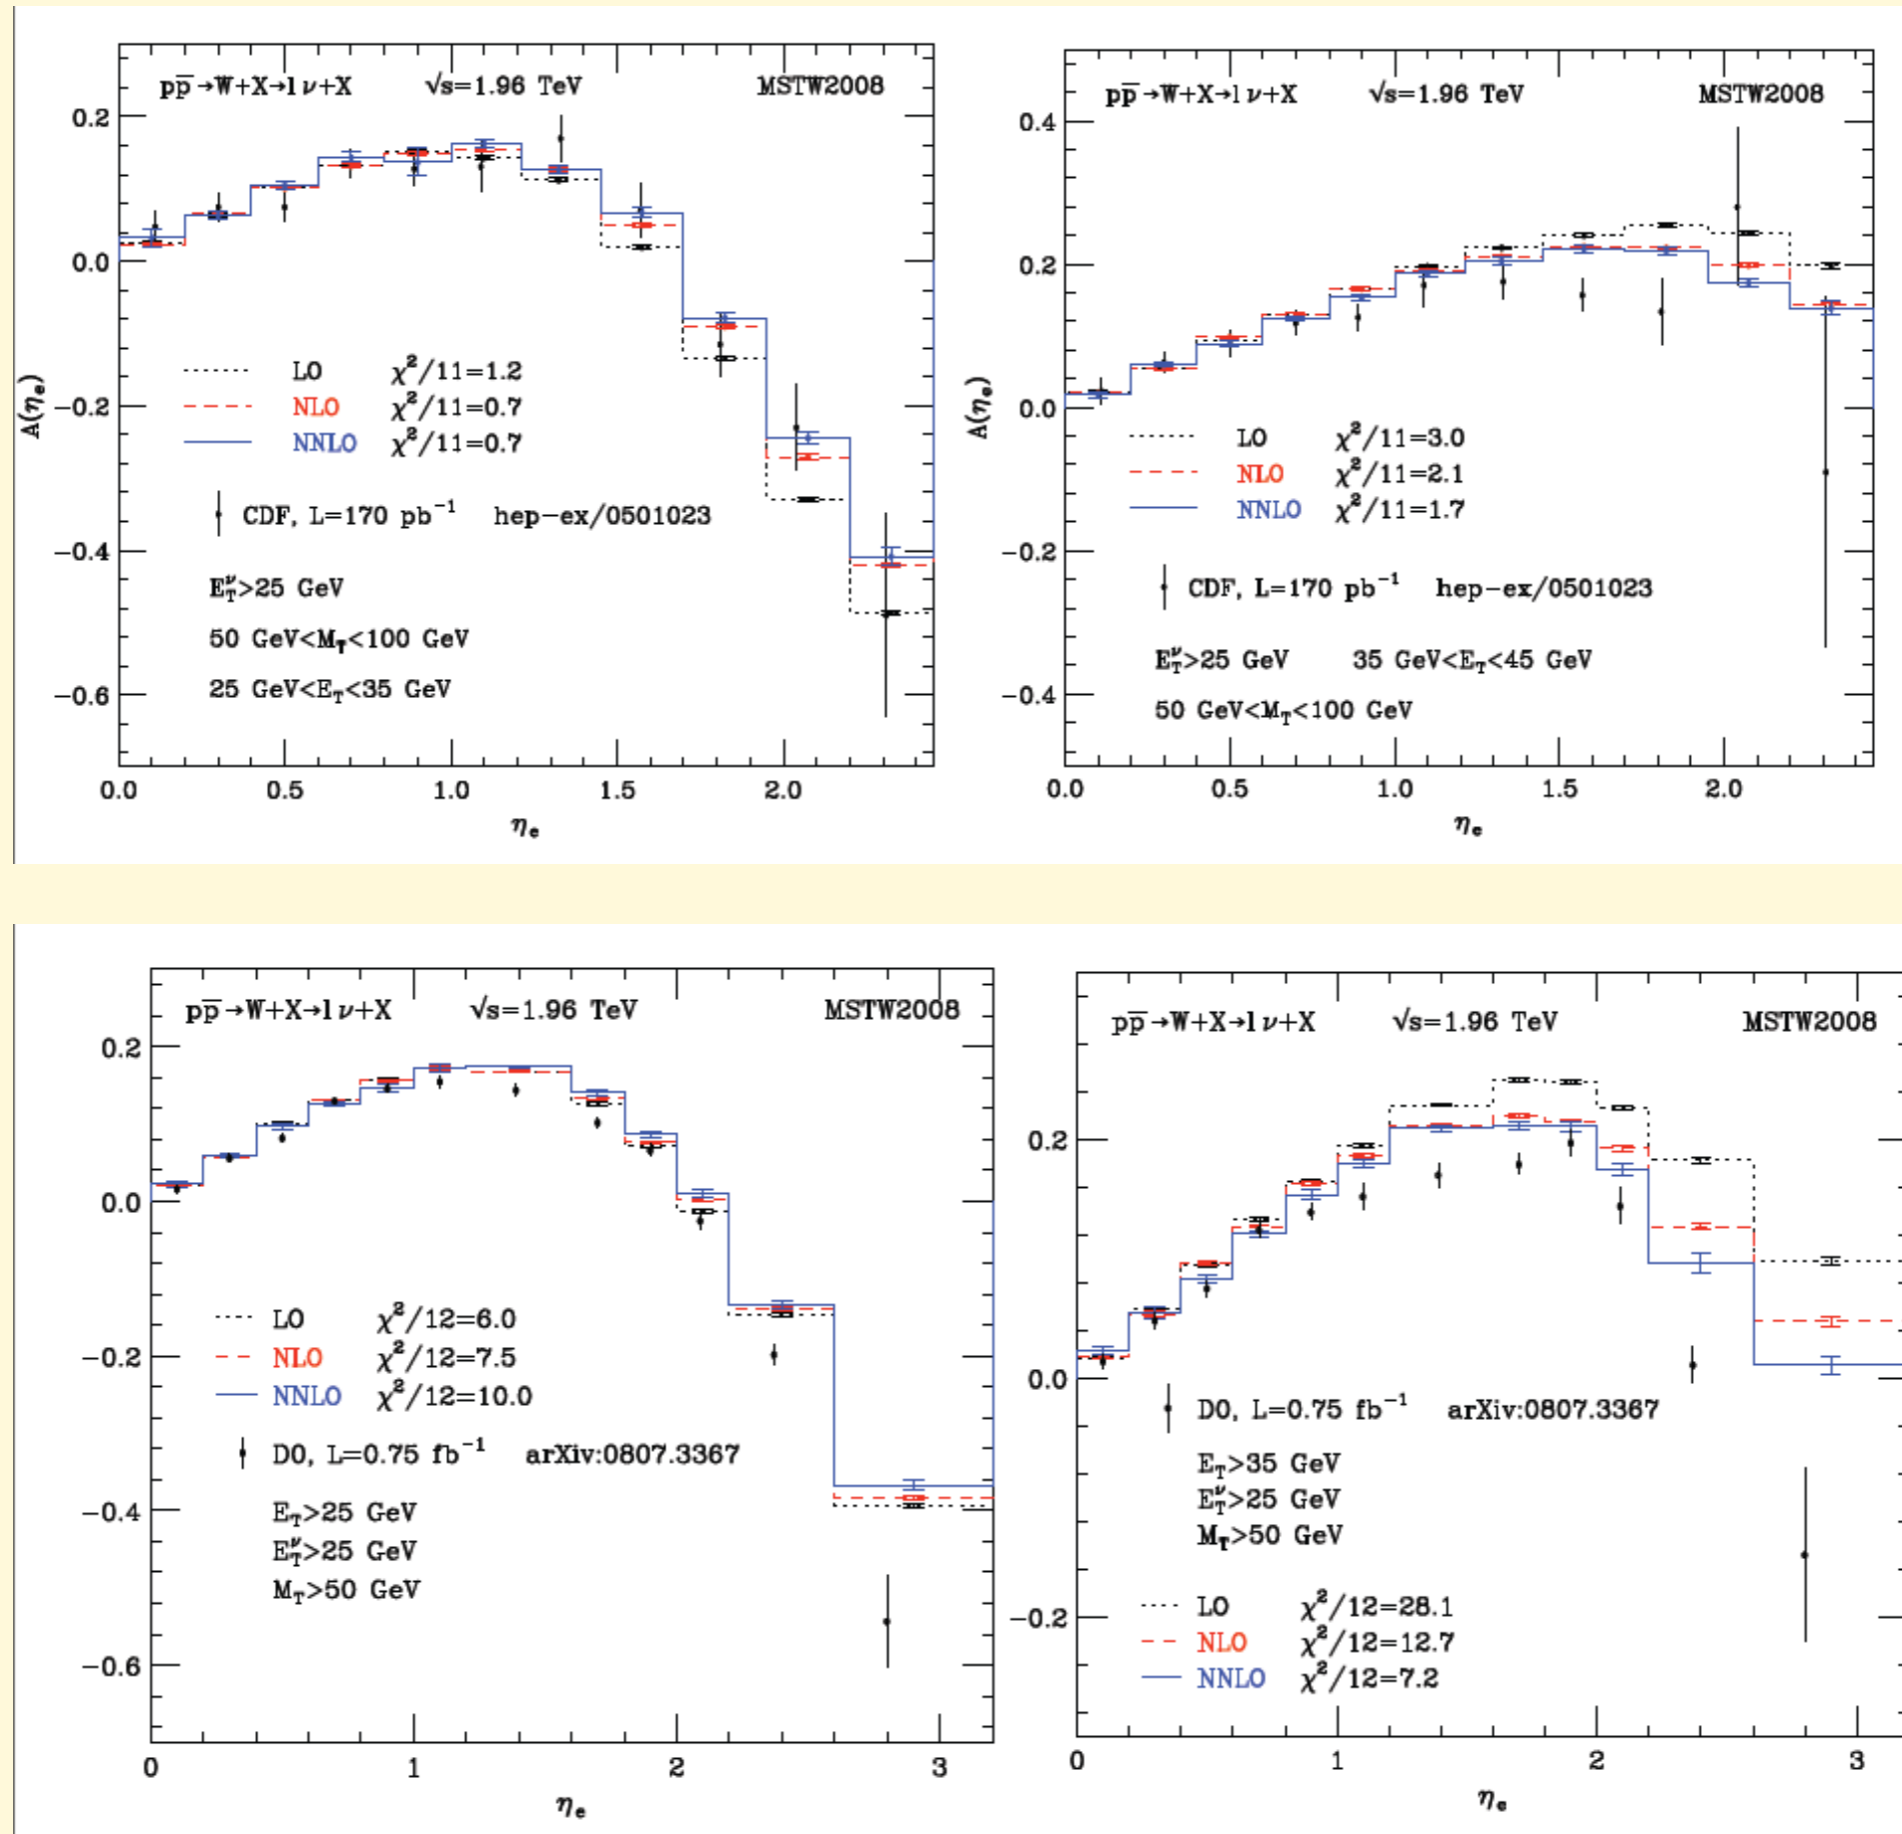 pp̅→W+X→lν+X √s=1.96 TeV MSTW2008
0.2
0.0
−0.2
−0.4
−0.6
A(ηe)
LO χ²/11=1.2
NLO χ²/11=0.7
NNLO χ²/11=0.7
CDF, L=170 pb⁻¹ hep-ex/0501023
E_T^ν>25 GeV
50 GeV<M_T<100 GeV
25 GeV<E_T<35 GeV
0.0 0.5 1.0 1.5 2.0
ηe
pp̅→W+X→lν+X √s=1.96 TeV MSTW2008
0.4
0.2
0.0
−0.2
−0.4
A(ηe)
LO χ²/11=3.0
NLO χ²/11=2.1
NNLO χ²/11=1.7
CDF, L=170 pb⁻¹ hep-ex/0501023
E_T^ν>25 GeV 35 GeV<E_T<45 GeV
50 GeV<M_T<100 GeV
0.0 0.5 1.0 1.5 2.0
ηe
pp̅→W+X→lν+X √s=1.96 TeV MSTW2008
0.2
0.0
−0.2
−0.4
−0.6
LO χ²/12=6.0
NLO χ²/12=7.5
NNLO χ²/12=10.0
D0, L=0.75 fb⁻¹ arXiv:0807.3367
E_T>25 GeV
E_T^ν>25 GeV
M_T>50 GeV
0 1 2 3
ηe
pp̅→W+X→lν+X √s=1.96 TeV MSTW2008
0.2
0.0
−0.2
D0, L=0.75 fb⁻¹ arXiv:0807.3367
E_T>35 GeV
E_T^ν>25 GeV
M_T>50 GeV
LO χ²/12=28.1
NLO χ²/12=12.7
NNLO χ²/12=7.2
0 1 2 3
ηe